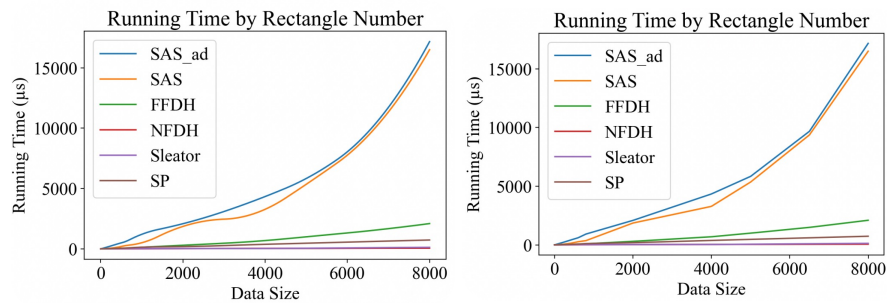 Running Time by Rectangle Number
Running Time (µs)
15000
10000
5000
0
SAS_ad
SAS
FFDH
NFDH
Sleator
SP
0 2000 4000 6000 8000
Data Size
Running Time by Rectangle Number
Running Time (µs)
15000
10000
5000
0
SAS_ad
SAS
FFDH
NFDH
Sleator
SP
0 2000 4000 6000 8000
Data Size